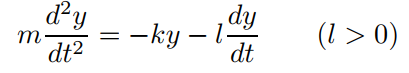 m d²y/dt² = −ky − l dy/dt (l > 0)